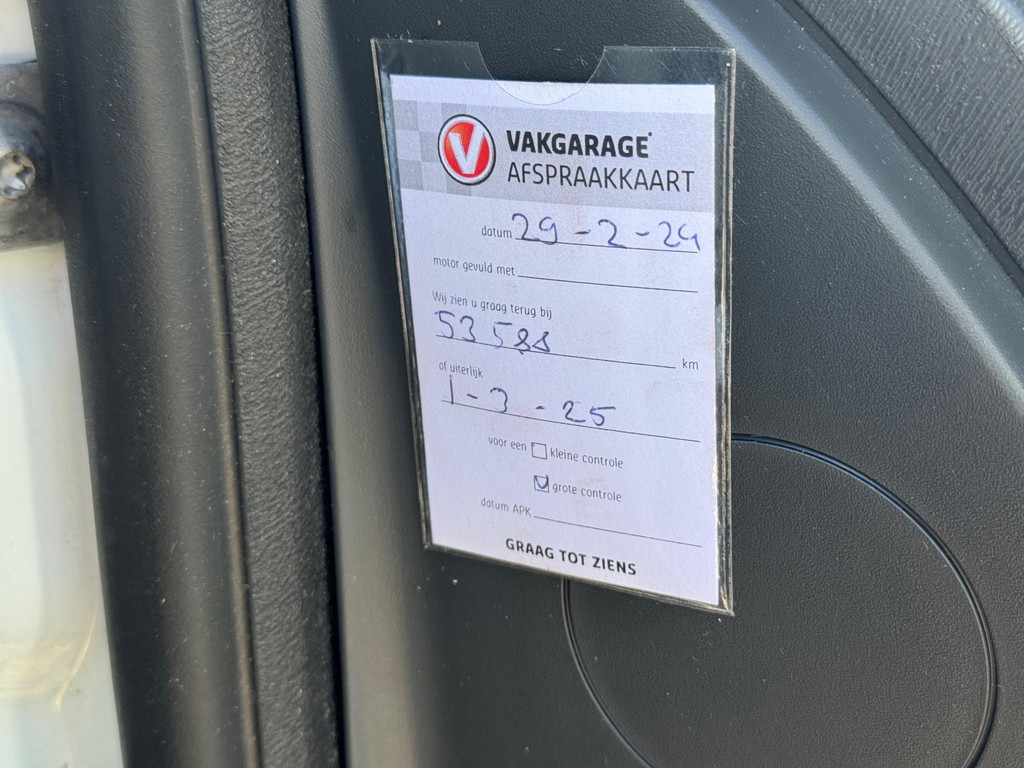 V
VAKGARAGE
AFSPRAAKKAART
datum 29-2-24
motor gevuld met
Wij zien u graag terug bij
53588 km
of uiterlijk
1-3-25
voor een kleine controle
grote controle
datum APK
GRAAG TOT ZIENS